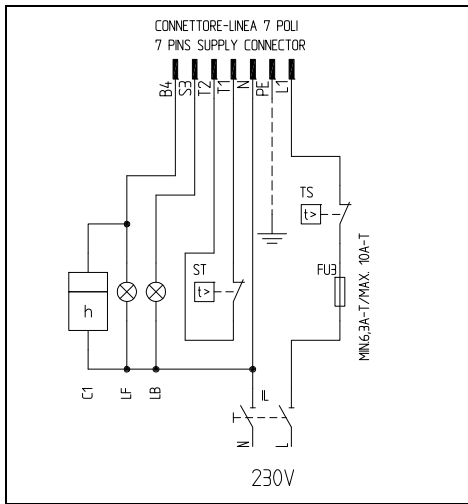 CONNETTORE-LINEA 7 POLI
7 PINS SUPPLY CONNECTOR
B4
S3
T2
T1
N
PE
L1
TS
t>
ST
t>
FU3
MIN.6,3A-T/MAX. 10A-T
h
C1
LF
LB
IL
N
L
230V